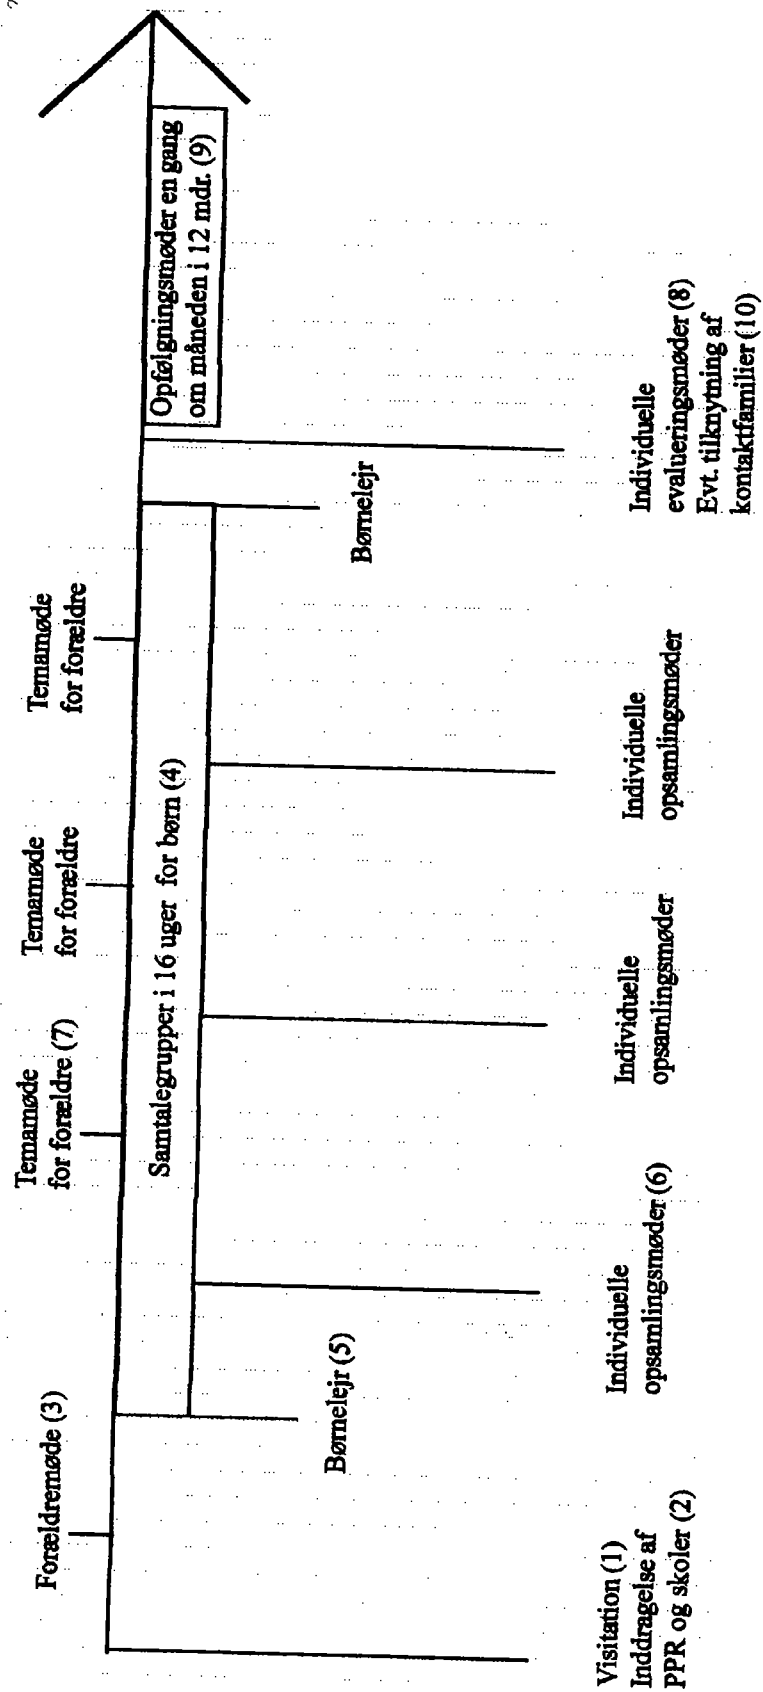 Forældremøde (3)
Temamøde
for forældre (7)
Temamøde
for forældre
Temamøde
for forældre
Samtalegrupper i 16 uger for børn (4)
Opfølgningsmøder en gang
om måneden i 12 mdr. (9)
Børnelejr (5)
Børnelejr
Visitation (1)
Inddragelse af
PPR og skoler (2)
Individuelle
opsamlingsmøder (6)
Individuelle
opsamlingsmøder
Individuelle
opsamlingsmøder
Individuelle
evalueringsmøder (8)
Evt. tilknytning af
kontaktfamilier (10)